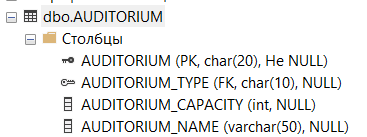 dbo.AUDITORIUM
Столбцы
AUDITORIUM (PK, char(20), Не NULL)
AUDITORIUM_TYPE (FK, char(10), NULL)
AUDITORIUM_CAPACITY (int, NULL)
AUDITORIUM_NAME (varchar(50), NULL)